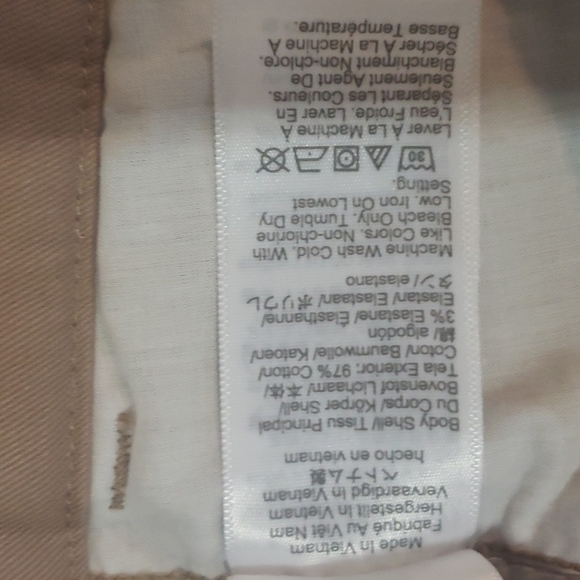 Made In Vietnam
Fabriqué Au Viêt Nam
Hergestellt In Vietnam
Vervaardigd In Vietnam
ベトナム製
hecho en vietnam
Body Shell/ Tissu Principal
Du Corps/ Körper Shell/
Bovenstof Lichaam/ 本体/
Tela Exterior: 97% Cotton/
Coton/ Baumwolle/ Katoen/
綿/ algodón
3% Elastane/ Élasthanne/
Elastan/ Elastaan/ ポリウレ
タン/ elastano
Machine Wash Cold. With
Like Colors. Non-chlorine
Bleach Only. Tumble Dry
Low. Iron On Lowest
Setting.
30
Laver À La Machine À
L'eau Froide. Laver En
Séparant Les Couleurs.
Seulement Agent De
Blanchiment Non-chlore.
Sécher À La Machine À
Basse Température.